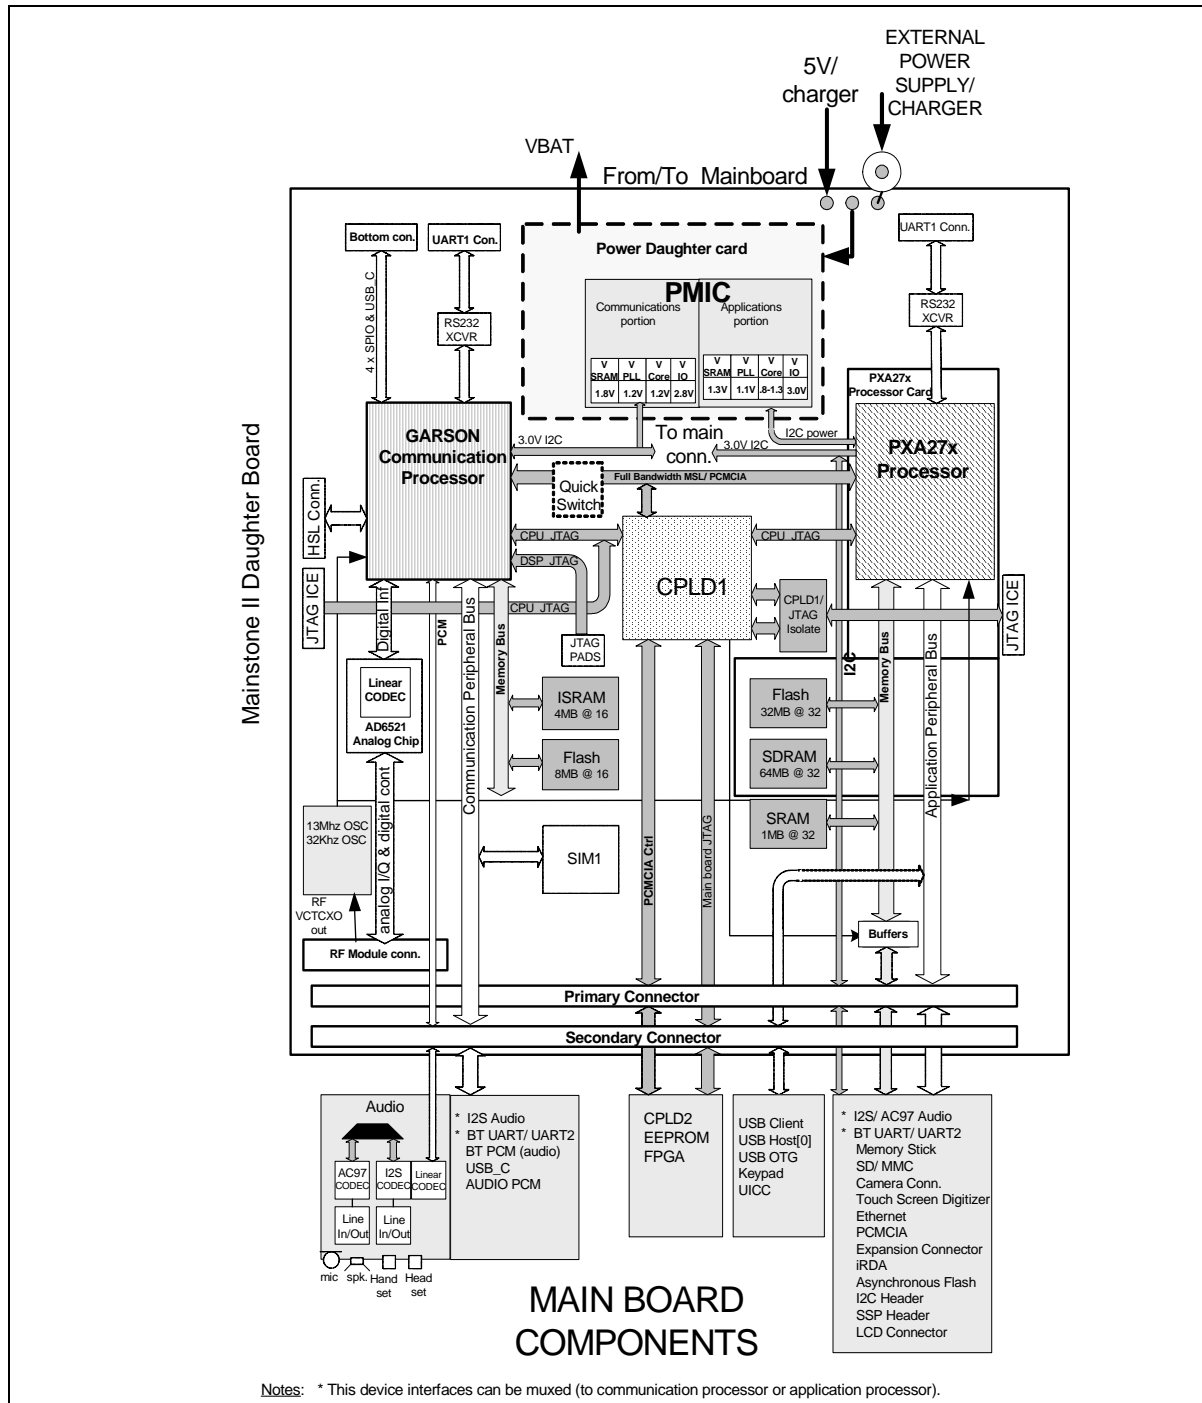 EXTERNAL
POWER
SUPPLY/
CHARGER
5V/
charger
VBAT
From/To Mainboard
Mainstone II Daughter Board
Bottom con.
UART1 Con.
UART1 Conn.
Power Daughter card
PMIC
Communications
portion
Applications
portion
V
SRAM
V
PLL
V
Core
V
IO
1.8V
1.2V
1.2V
2.8V
V
SRAM
V
PLL
V
Core
V
IO
1.3V
1.1V
.8-1.3
3.0V
4 x SPIO & USB_C
RS232
XCVR
RS232
XCVR
PXA27x
Processor Card
GARSON
Communication
Processor
3.0V I2C
To main
conn.
3.0V I2C
I2C power
PXA27x
Processor
Full Bandwidth MSL/ PCMCIA
Quick
Switch
HSL Conn.
CPU JTAG
DSP JTAG
CPLD1
CPU JTAG
JTAG ICE
CPU JTAG
JTAG
PADS
CPLD1/
JTAG
Isolate
JTAG ICE
Digital Inf
PCM
Communication Peripheral Bus
Memory Bus
I2C
Memory Bus
Application Peripheral Bus
Linear
CODEC
AD6521
Analog Chip
ISRAM
4MB @ 16
Flash
8MB @ 16
Flash
32MB @ 32
SDRAM
64MB @ 32
SRAM
1MB @ 32
13Mhz OSC
32Khz OSC
analog I/Q & digital cont
SIM1
PCMCIA Ctrl
Main board JTAG
RF
VCTCXO
out
RF Module conn.
Buffers
Primary Connector
Secondary Connector
Audio
AC97
CODEC
I2S
CODEC
Linear
CODEC
Line
In/Out
Line
In/Out
mic
spk.
Hand
set
Head
set
* I2S Audio
* BT UART/ UART2
BT PCM (audio)
USB_C
AUDIO PCM
CPLD2
EEPROM
FPGA
USB Client
USB Host[0]
USB OTG
Keypad
UICC
* I2S/ AC97 Audio
* BT UART/ UART2
Memory Stick
SD/ MMC
Camera Conn.
Touch Screen Digitizer
Ethernet
PCMCIA
Expansion Connector
iRDA
Asynchronous Flash
I2C Header
SSP Header
LCD Connector
MAIN BOARD
COMPONENTS
Notes: * This device interfaces can be muxed (to communication processor or application processor).